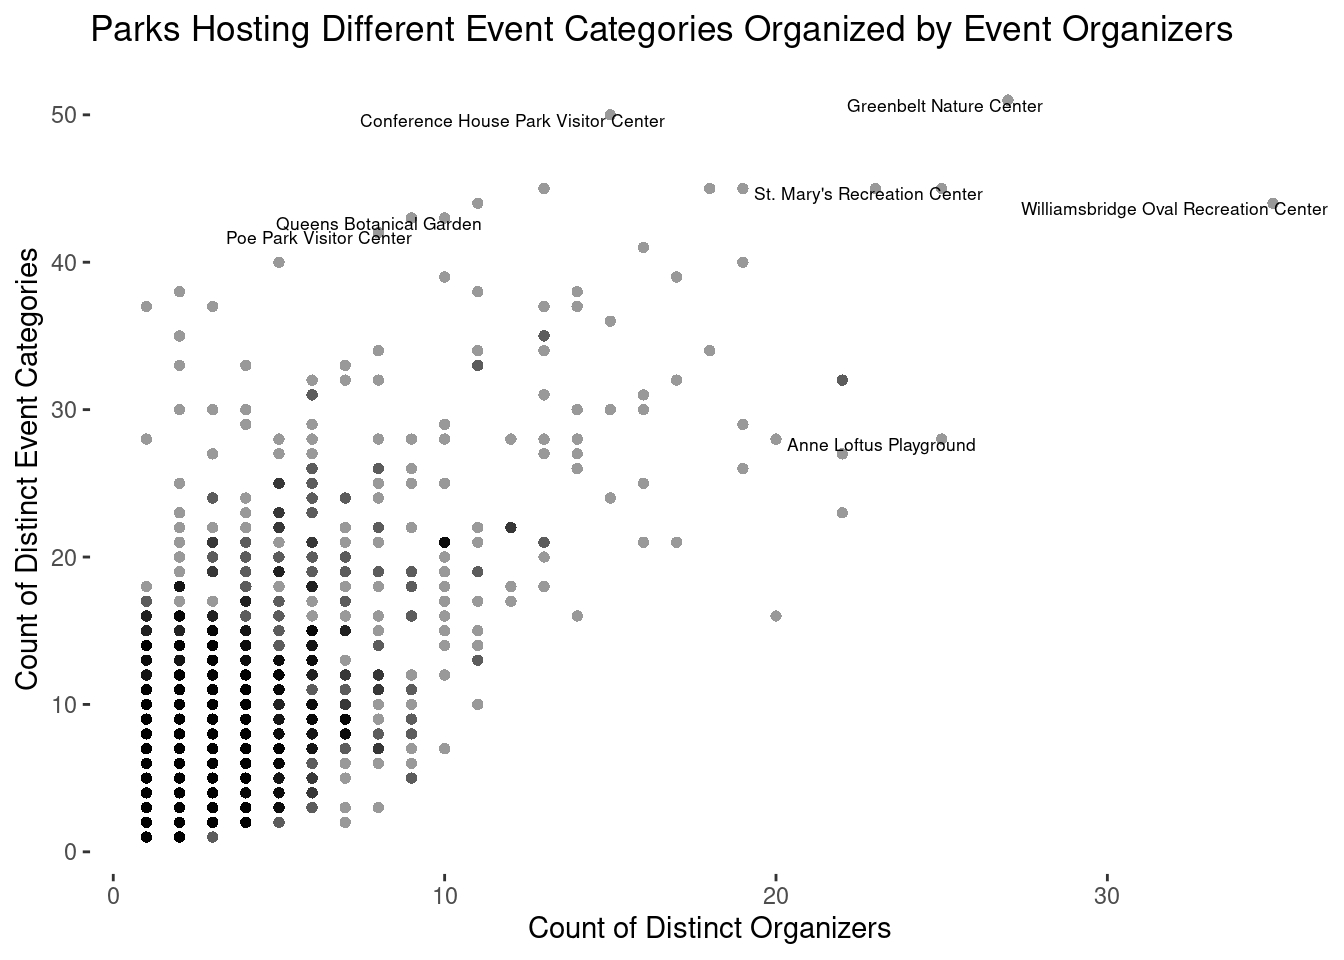 Parks Hosting Different Event Categories Organized by Event Organizers
Count of Distinct Event Categories
50
40
30
20
10
0
Greenbelt Nature Center
Conference House Park Visitor Center
St. Mary's Recreation Center
Williamsbridge Oval Recreation Center
Queens Botanical Garden
Poe Park Visitor Center
Anne Loftus Playground
0 10 20 30
Count of Distinct Organizers